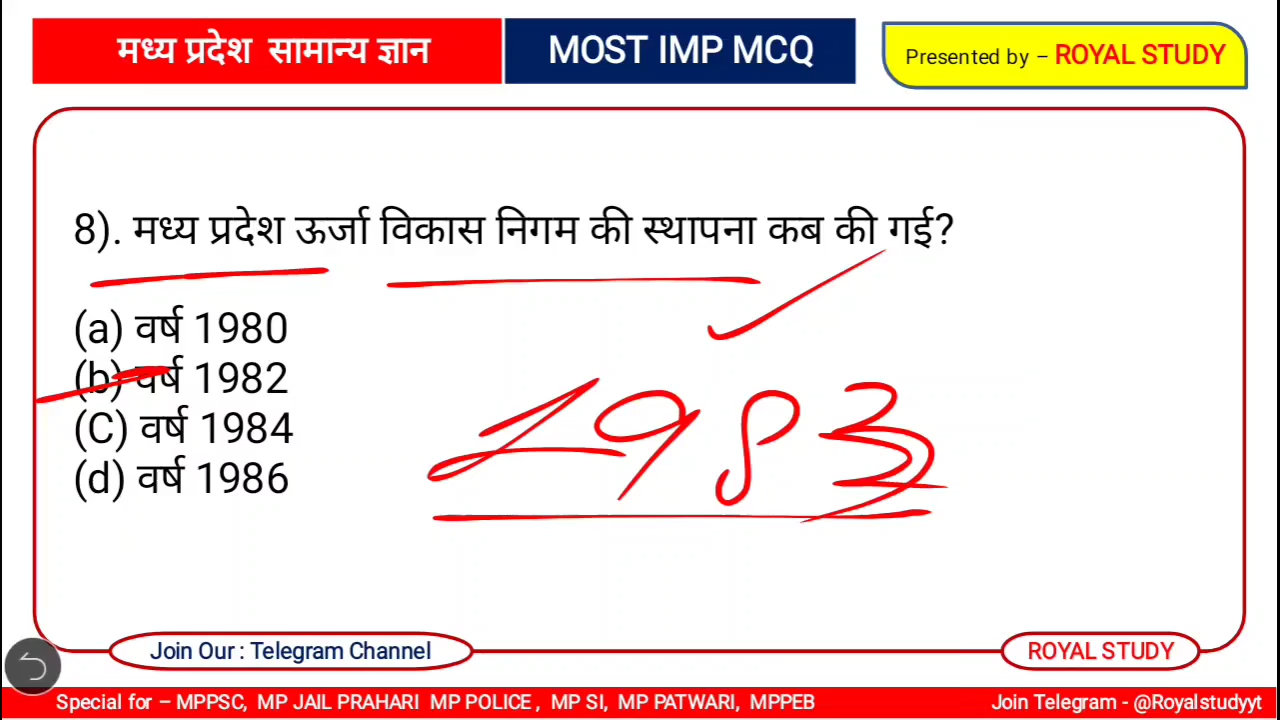 मध्य प्रदेश सामान्य ज्ञान
MOST IMP MCQ
Presented by – ROYAL STUDY
8). मध्य प्रदेश ऊर्जा विकास निगम की स्थापना कब की गई?
(a) वर्ष 1980
(b) वर्ष 1982
(C) वर्ष 1984
(d) वर्ष 1986
1983
Join Our : Telegram Channel
ROYAL STUDY
Special for – MPPSC, MP JAIL PRAHARI MP POLICE , MP SI, MP PATWARI, MPPEB
Join Telegram - @Royalstudyyt